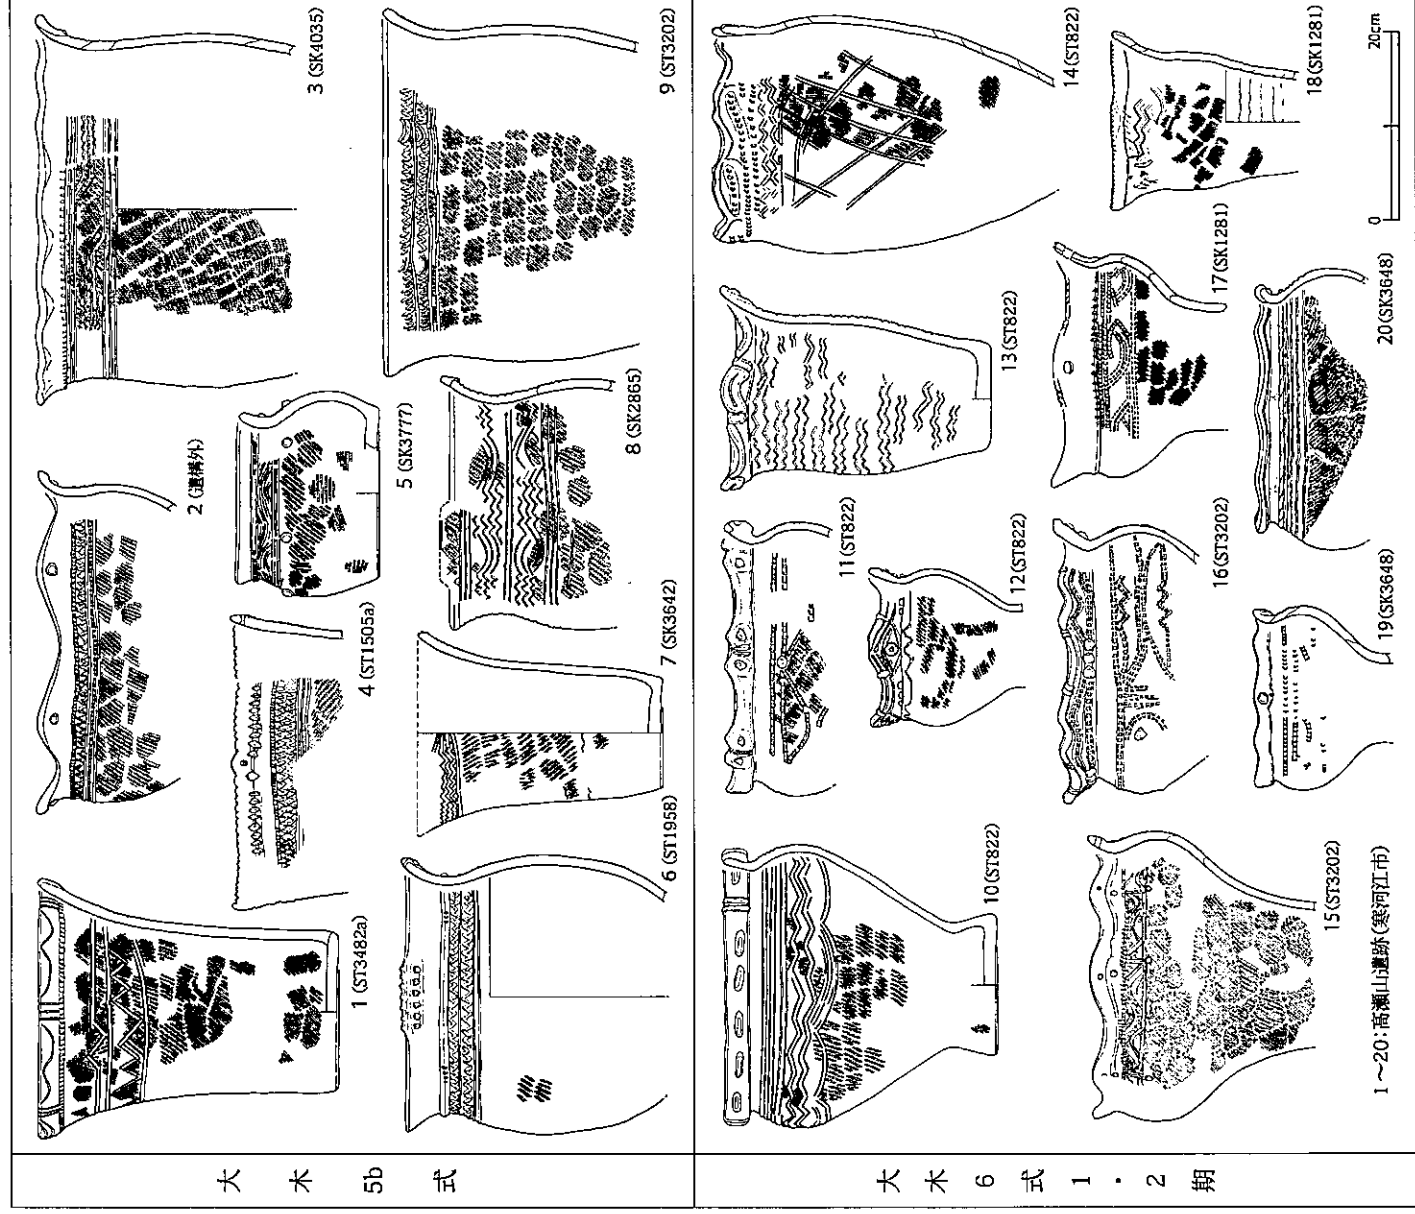 大木5b式
1(ST3482a)
2(遺構外)
3(SK4035)
4(ST1505a)
5(SK3777)
6(ST1958)
7(SK3642)
8(SK2865)
9(ST3202)
大木6式1・2期
10(ST822)
11(ST822)
12(ST822)
13(ST822)
14(ST822)
15(ST3202)
16(ST3202)
17(SK1281)
18(SK1281)
19(SK3648)
20(SK3648)
1～20:高瀬山遺跡(寒河江市)
0 20cm